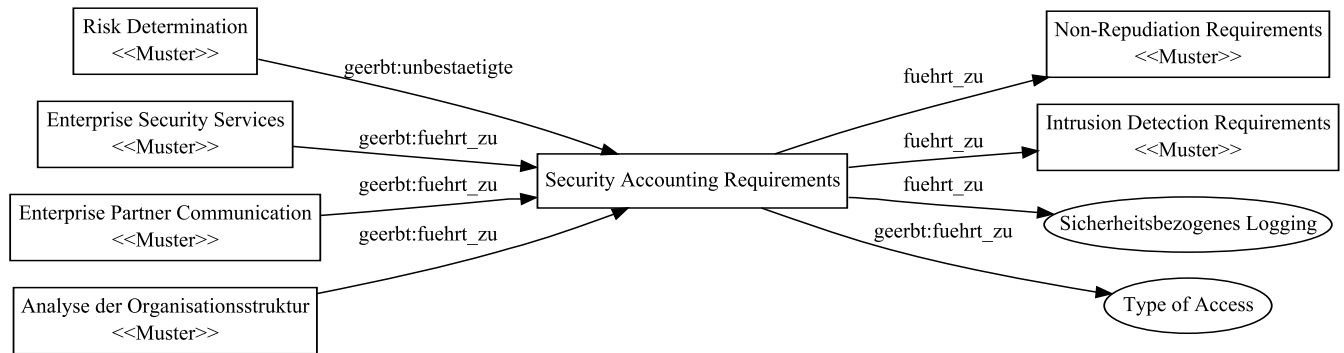 Risk Determination
<<Muster>>
Enterprise Security Services
<<Muster>>
Enterprise Partner Communication
<<Muster>>
Analyse der Organisationsstruktur
<<Muster>>
geerbt:unbestaetigte
geerbt:fuehrt_zu
geerbt:fuehrt_zu
geerbt:fuehrt_zu
Security Accounting Requirements
fuehrt_zu
fuehrt_zu
fuehrt_zu
geerbt:fuehrt_zu
Non-Repudiation Requirements
<<Muster>>
Intrusion Detection Requirements
<<Muster>>
Sicherheitsbezogenes Logging
Type of Access